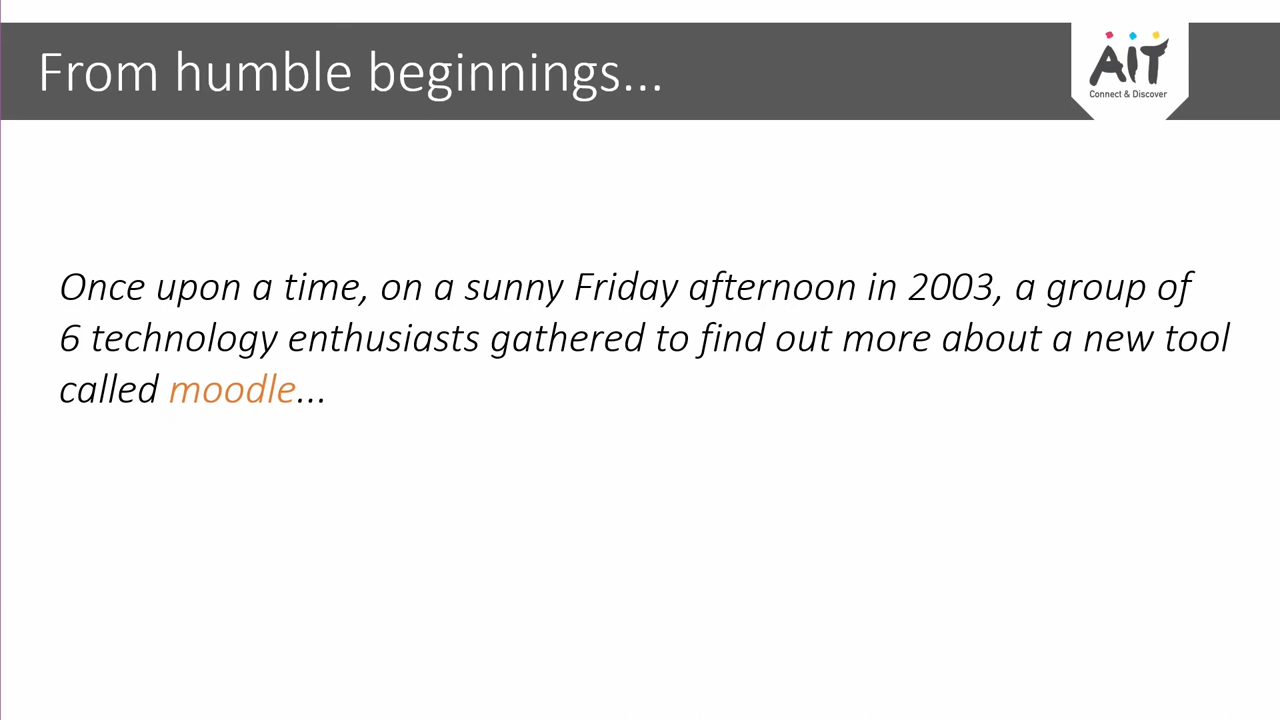 From humble beginnings...
AIT
Connect & Discover
Once upon a time, on a sunny Friday afternoon in 2003, a group of
6 technology enthusiasts gathered to find out more about a new tool
called moodle...